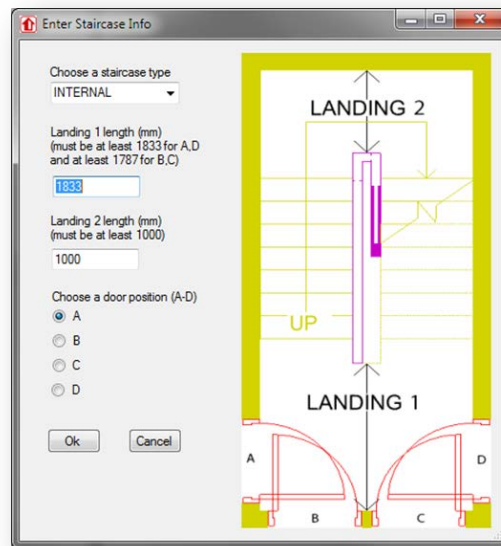 Enter Staircase Info
Choose a staircase type
INTERNAL
Landing 1 length (mm)
(must be at least 1833 for A,D
and at least 1787 for B,C)
1833
Landing 2 length (mm)
(must be at least 1000)
1000
Choose a door position (A-D)
A
B
C
D
Ok
Cancel
LANDING 2
UP
LANDING 1
A
D
B
C